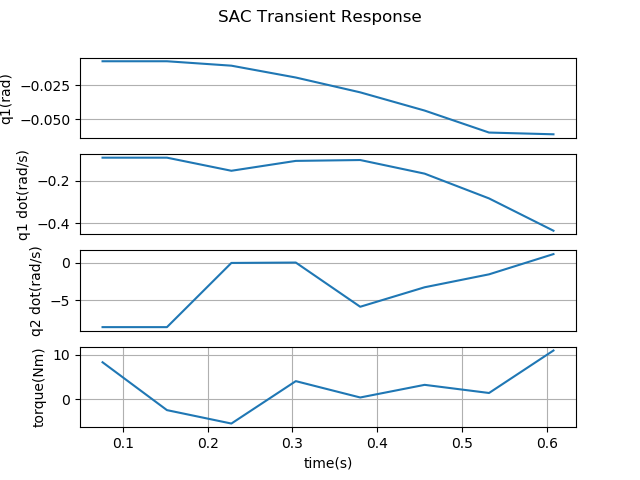 SAC Transient Response
q1(rad)
−0.025
−0.050
q1 dot(rad/s)
−0.2
−0.4
q2 dot(rad/s)
0
−5
torque(Nm)
10
0
0.1 0.2 0.3 0.4 0.5 0.6
time(s)